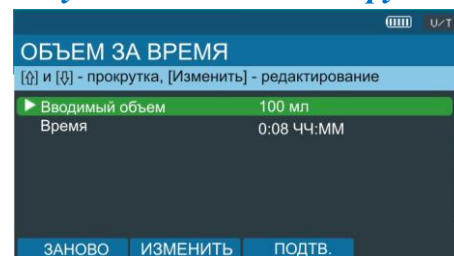 U/T
ОБЪЕМ ЗА ВРЕМЯ
[⇧] и [⇩] - прокрутка, [Изменить] - редактирование
Вводимый объем 100 мл
Время 0:08 ЧЧ:ММ
ЗАНОВО ИЗМЕНИТЬ ПОДТВ.